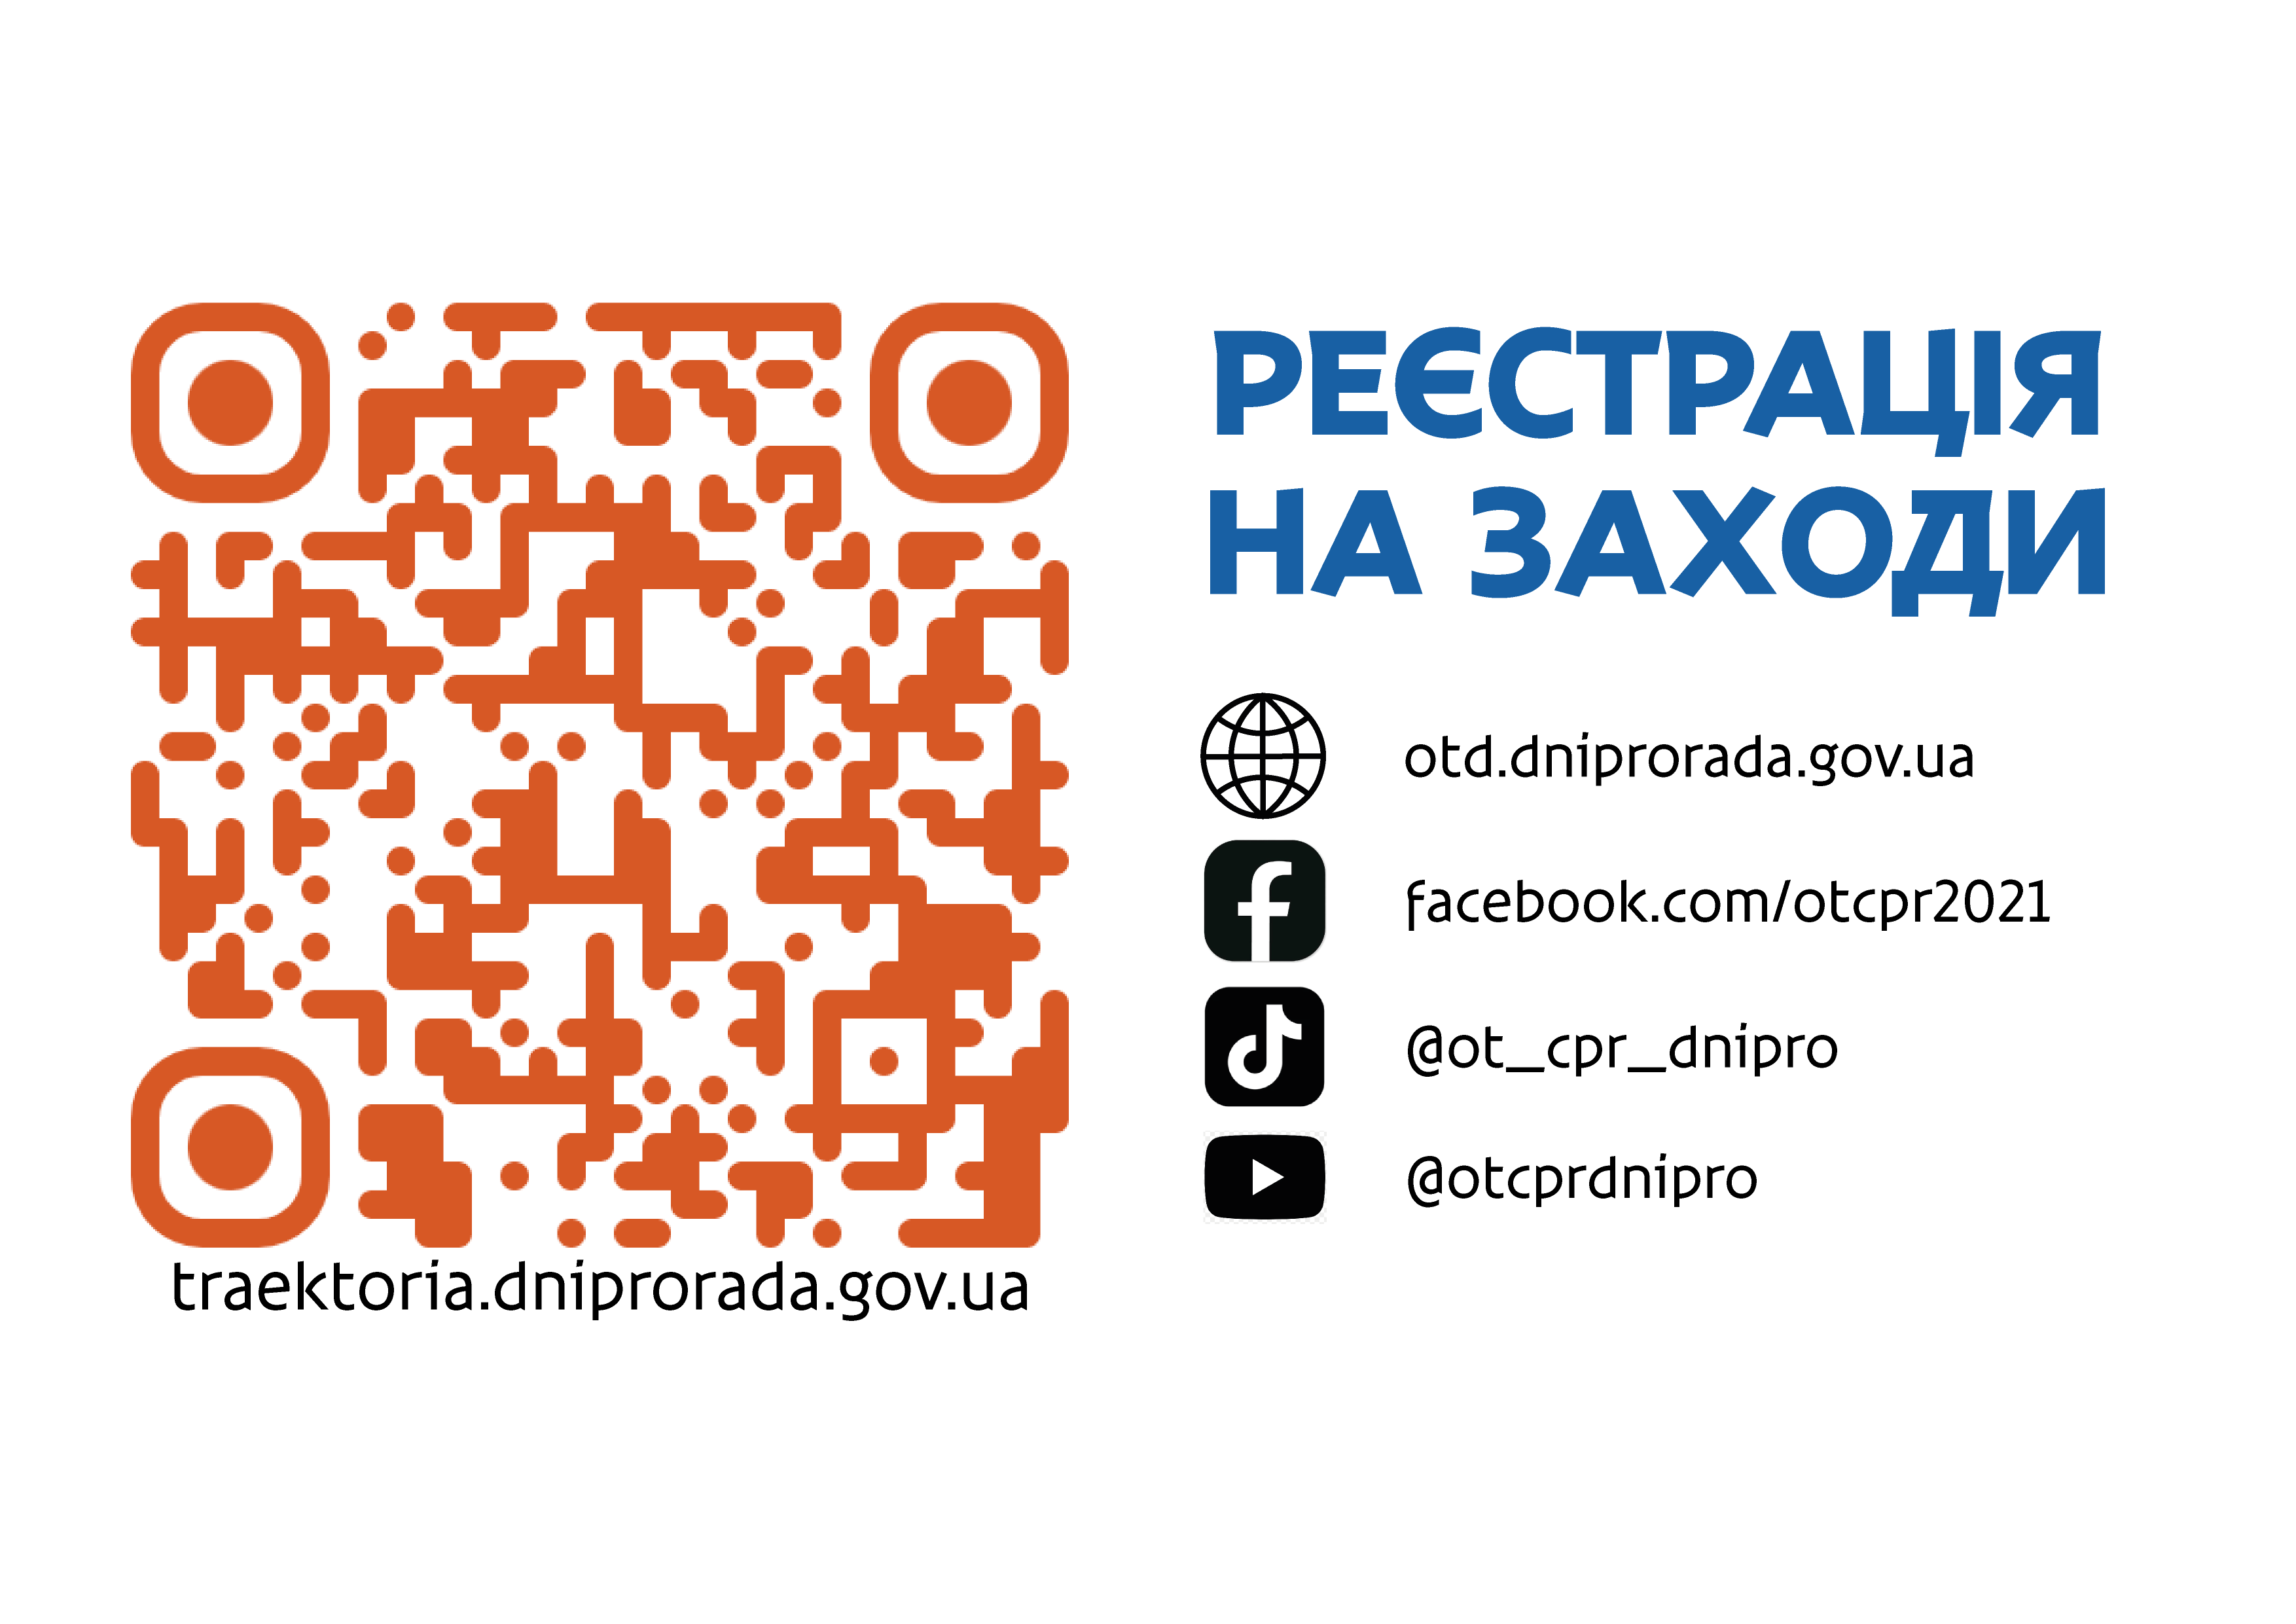 РЕЄСТРАЦІЯ
НА ЗАХОДИ
otd.dniprorada.gov.ua
facebook.com/otcpr2021
@ot_cpr_dnipro
@otcprdnipro
traektoria.dniprorada.gov.ua